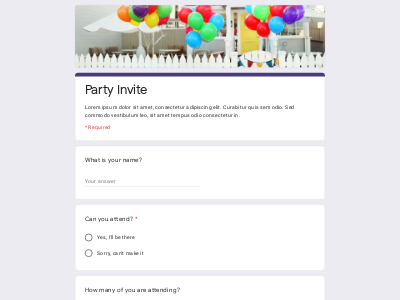 Party Invite
Lorem ipsum dolor sit amet, consectetur adipiscing elit. Curabitur quis sem odio. Sed
commodo vestibulum leo, sit amet tempus odio consectetur in.
* Required
What is your name?
Your answer
Can you attend? *
Yes, I'll be there
Sorry, can't make it
How many of you are attending?